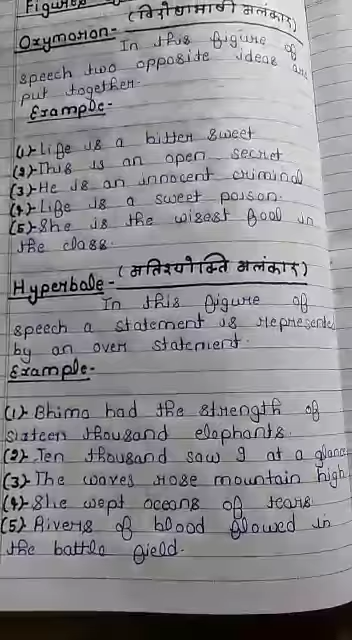 Figures
(विरोधाभाषी अलंकार)
Oxymoron-
In this figure of
speech two opposite ideas are
put together.
Example-
(1)- Life is a bitter sweet
(2)- This is an open secret
(3)- He is an innocent criminal
(4)- Life is a sweet poison.
(5)- She is the wisest fool in
the class.
Hyperbole- (अतिश्योक्ति अलंकार)
In this figure of
speech a statement is represented
by an over statement.
Example-
(1)- Bhima had the strength of
sixteen thousand elephants.
(2)- Ten thousand saw I at a glance
(3)- The waves rose mountain high
(4)- She wept oceans of tears
(5)- Rivers of blood flowed in
the battle field.